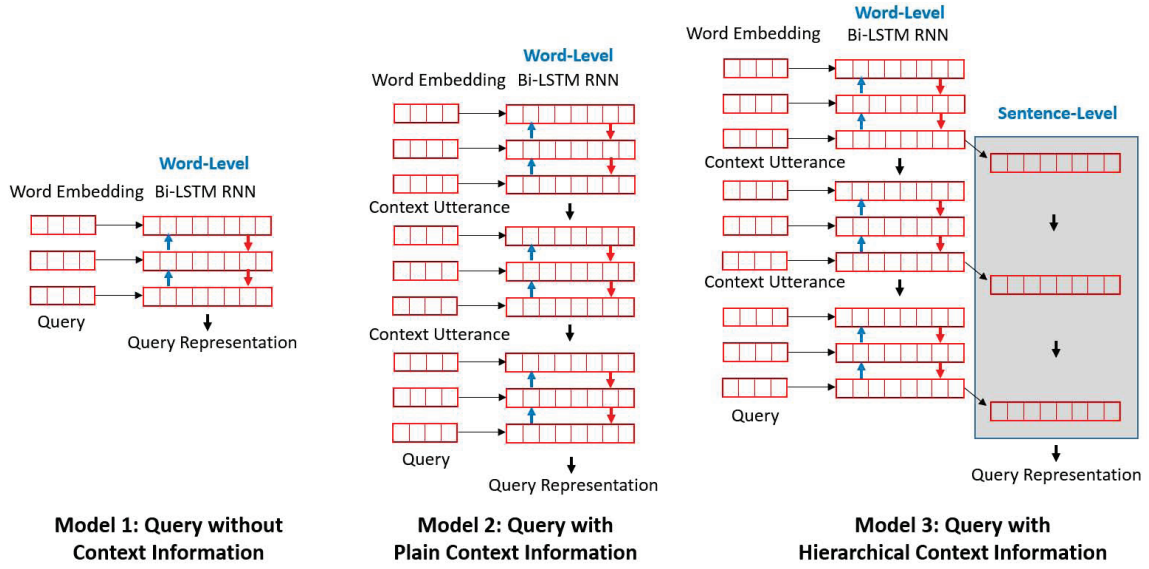 Word-Level
Word Embedding Bi-LSTM RNN
Query
Query Representation
Model 1: Query without
Context Information
Word-Level
Word Embedding Bi-LSTM RNN
Context Utterance
Context Utterance
Query
Query Representation
Model 2: Query with
Plain Context Information
Word-Level
Word Embedding Bi-LSTM RNN
Sentence-Level
Context Utterance
Context Utterance
Query
Query Representation
Model 3: Query with
Hierarchical Context Information